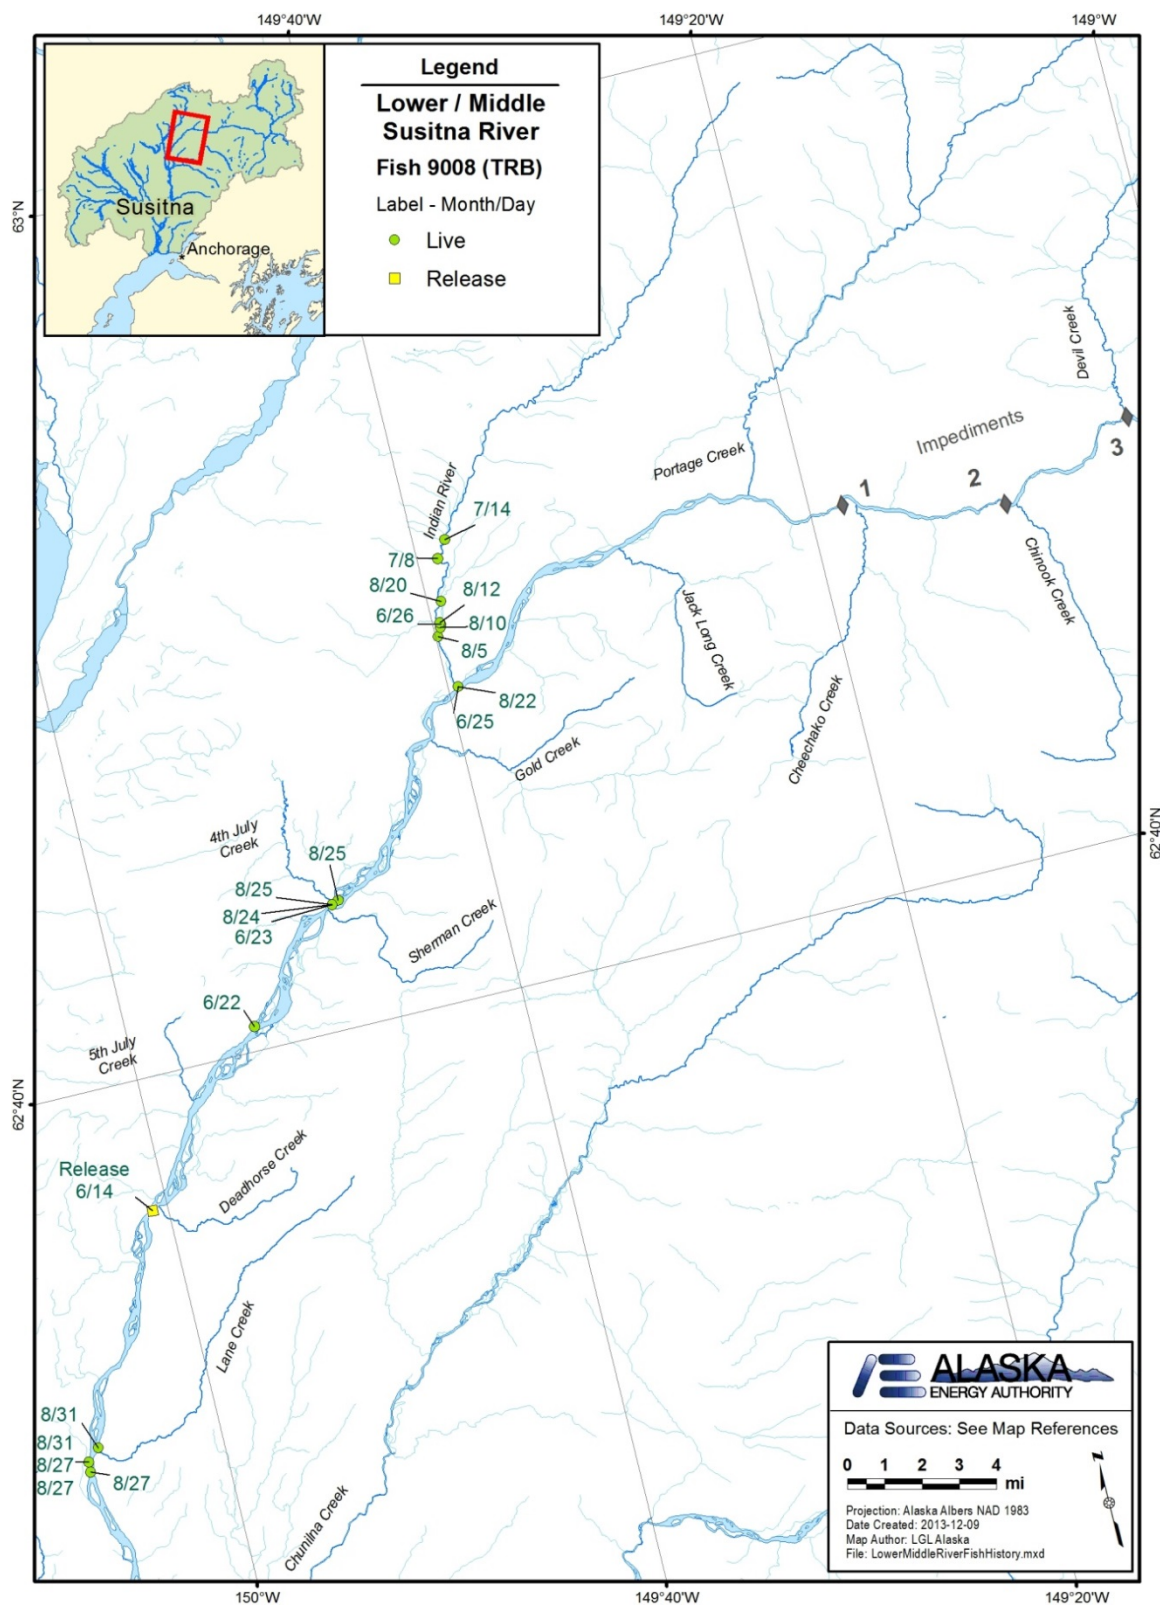 149°40'W
149°20'W
149°W
Legend
Lower / Middle
Susitna River
Fish 9008 (TRB)
Label - Month/Day
Live
Release
Susitna
Anchorage
63°N
Devil Creek
Impediments
3
2
1
Portage Creek
Indian River
7/14
7/8
8/20
8/12
6/26
8/10
8/5
8/22
6/25
Jack Long Creek
Chinook Creek
Cheechako Creek
Gold Creek
62°40'N
4th July
Creek
8/25
8/25
8/24
6/23
Sherman Creek
6/22
5th July
Creek
62°40'N
Release
6/14
Deadhorse Creek
Lane Creek
8/31
8/31
8/27
8/27
8/27
Chunilna Creek
ALASKA
ENERGY AUTHORITY
Data Sources: See Map References
0 1 2 3 4
mi
Z
Projection: Alaska Albers NAD 1983
Date Created: 2013-12-09
Map Author: LGL Alaska
File: LowerMiddleRiverFishHistory.mxd
150°W
149°40'W
149°20'W